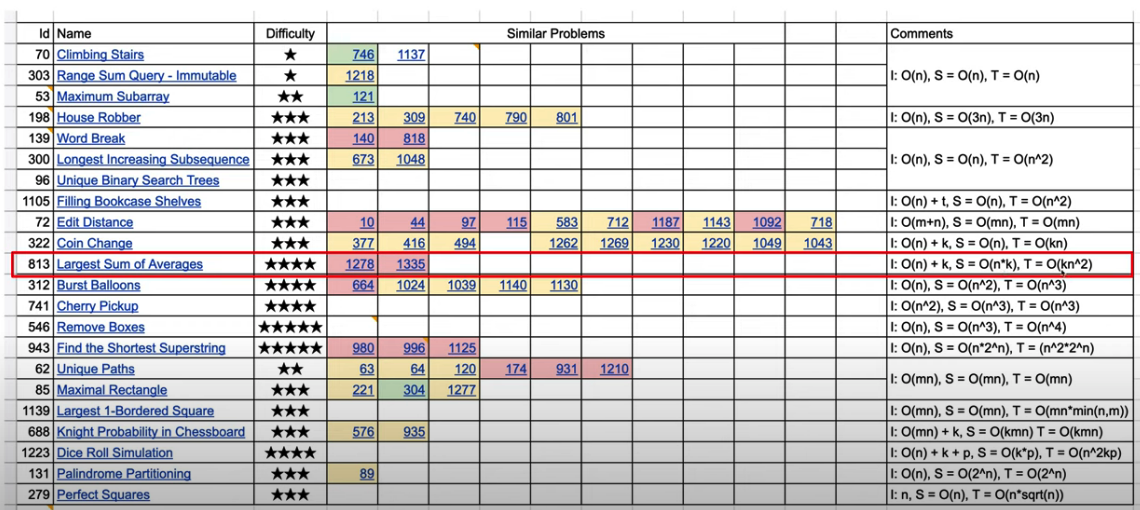 Id Name Difficulty Similar Problems Comments
70 Climbing Stairs ★ 746 1137
303 Range Sum Query - Immutable ★ 1218 I: O(n), S = O(n), T = O(n)
53 Maximum Subarray ★★ 121
198 House Robber ★★★ 213 309 740 790 801 I: O(n), S = O(3n), T = O(3n)
139 Word Break ★★★ 140 818
300 Longest Increasing Subsequence ★★★ 673 1048 I: O(n), S = O(n), T = O(n^2)
96 Unique Binary Search Trees ★★★
1105 Filling Bookcase Shelves ★★★ I: O(n) + t, S = O(n), T = O(n^2)
72 Edit Distance ★★★ 10 44 97 115 583 712 1187 1143 1092 718 I: O(m+n), S = O(mn), T = O(mn)
322 Coin Change ★★★ 377 416 494 1262 1269 1230 1220 1049 1043 I: O(n) + k, S = O(n), T = O(kn)
813 Largest Sum of Averages ★★★★ 1278 1335 I: O(n) + k, S = O(n*k), T = O(kn^2)
312 Burst Balloons ★★★★ 664 1024 1039 1140 1130 I: O(n), S = O(n^2), T = O(n^3)
741 Cherry Pickup ★★★★ I: O(n^2), S = O(n^3), T = O(n^3)
546 Remove Boxes ★★★★★ I: O(n), S = O(n^3), T = O(n^4)
943 Find the Shortest Superstring ★★★★★ 980 996 1125 I: O(n), S = O(n*2^n), T = (n^2*2^n)
62 Unique Paths ★★ 63 64 120 174 931 1210 I: O(mn), S = O(mn), T = O(mn)
85 Maximal Rectangle ★★★ 221 304 1277
1139 Largest 1-Bordered Square ★★★ I: O(mn), S = O(mn), T = O(mn*min(n,m))
688 Knight Probability in Chessboard ★★★ 576 935 I: O(mn) + k, S = O(kmn) T = O(kmn)
1223 Dice Roll Simulation ★★★★ I: O(n) + k + p, S = O(k*p), T = O(n^2kp)
131 Palindrome Partitioning ★★★ 89 I: O(n), S = O(2^n), T = O(2^n)
279 Perfect Squares ★★★ I: n, S = O(n), T = O(n*sqrt(n))